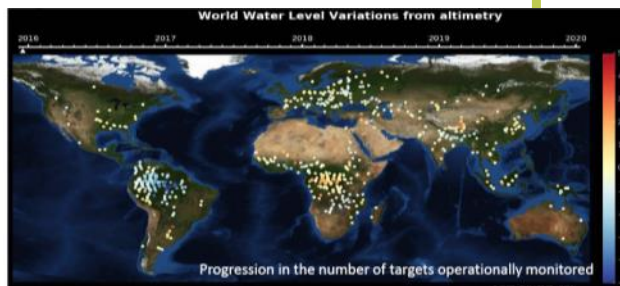 World Water Level Variations from altimetry
2016 2017 2018 2019 2020
Progression in the number of targets operationally monitored